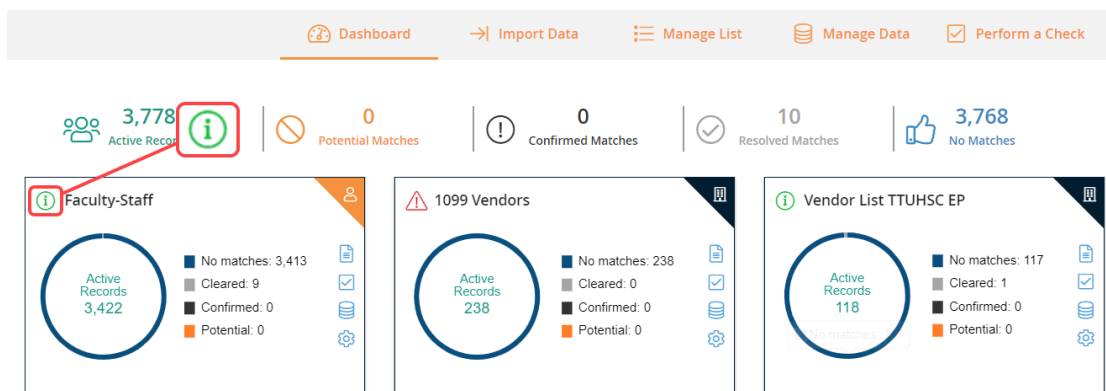 Dashboard
Import Data
Manage List
Manage Data
Perform a Check
3,778
Active Recor
0
Potential Matches
0
Confirmed Matches
10
Resolved Matches
3,768
No Matches
Faculty-Staff
Active
Records
3,422
No matches: 3,413
Cleared: 9
Confirmed: 0
Potential: 0
1099 Vendors
Active
Records
238
No matches: 238
Cleared: 0
Confirmed: 0
Potential: 0
Vendor List TTUHSC EP
Active
Records
118
No matches:
No matches: 117
Cleared: 1
Confirmed: 0
Potential: 0